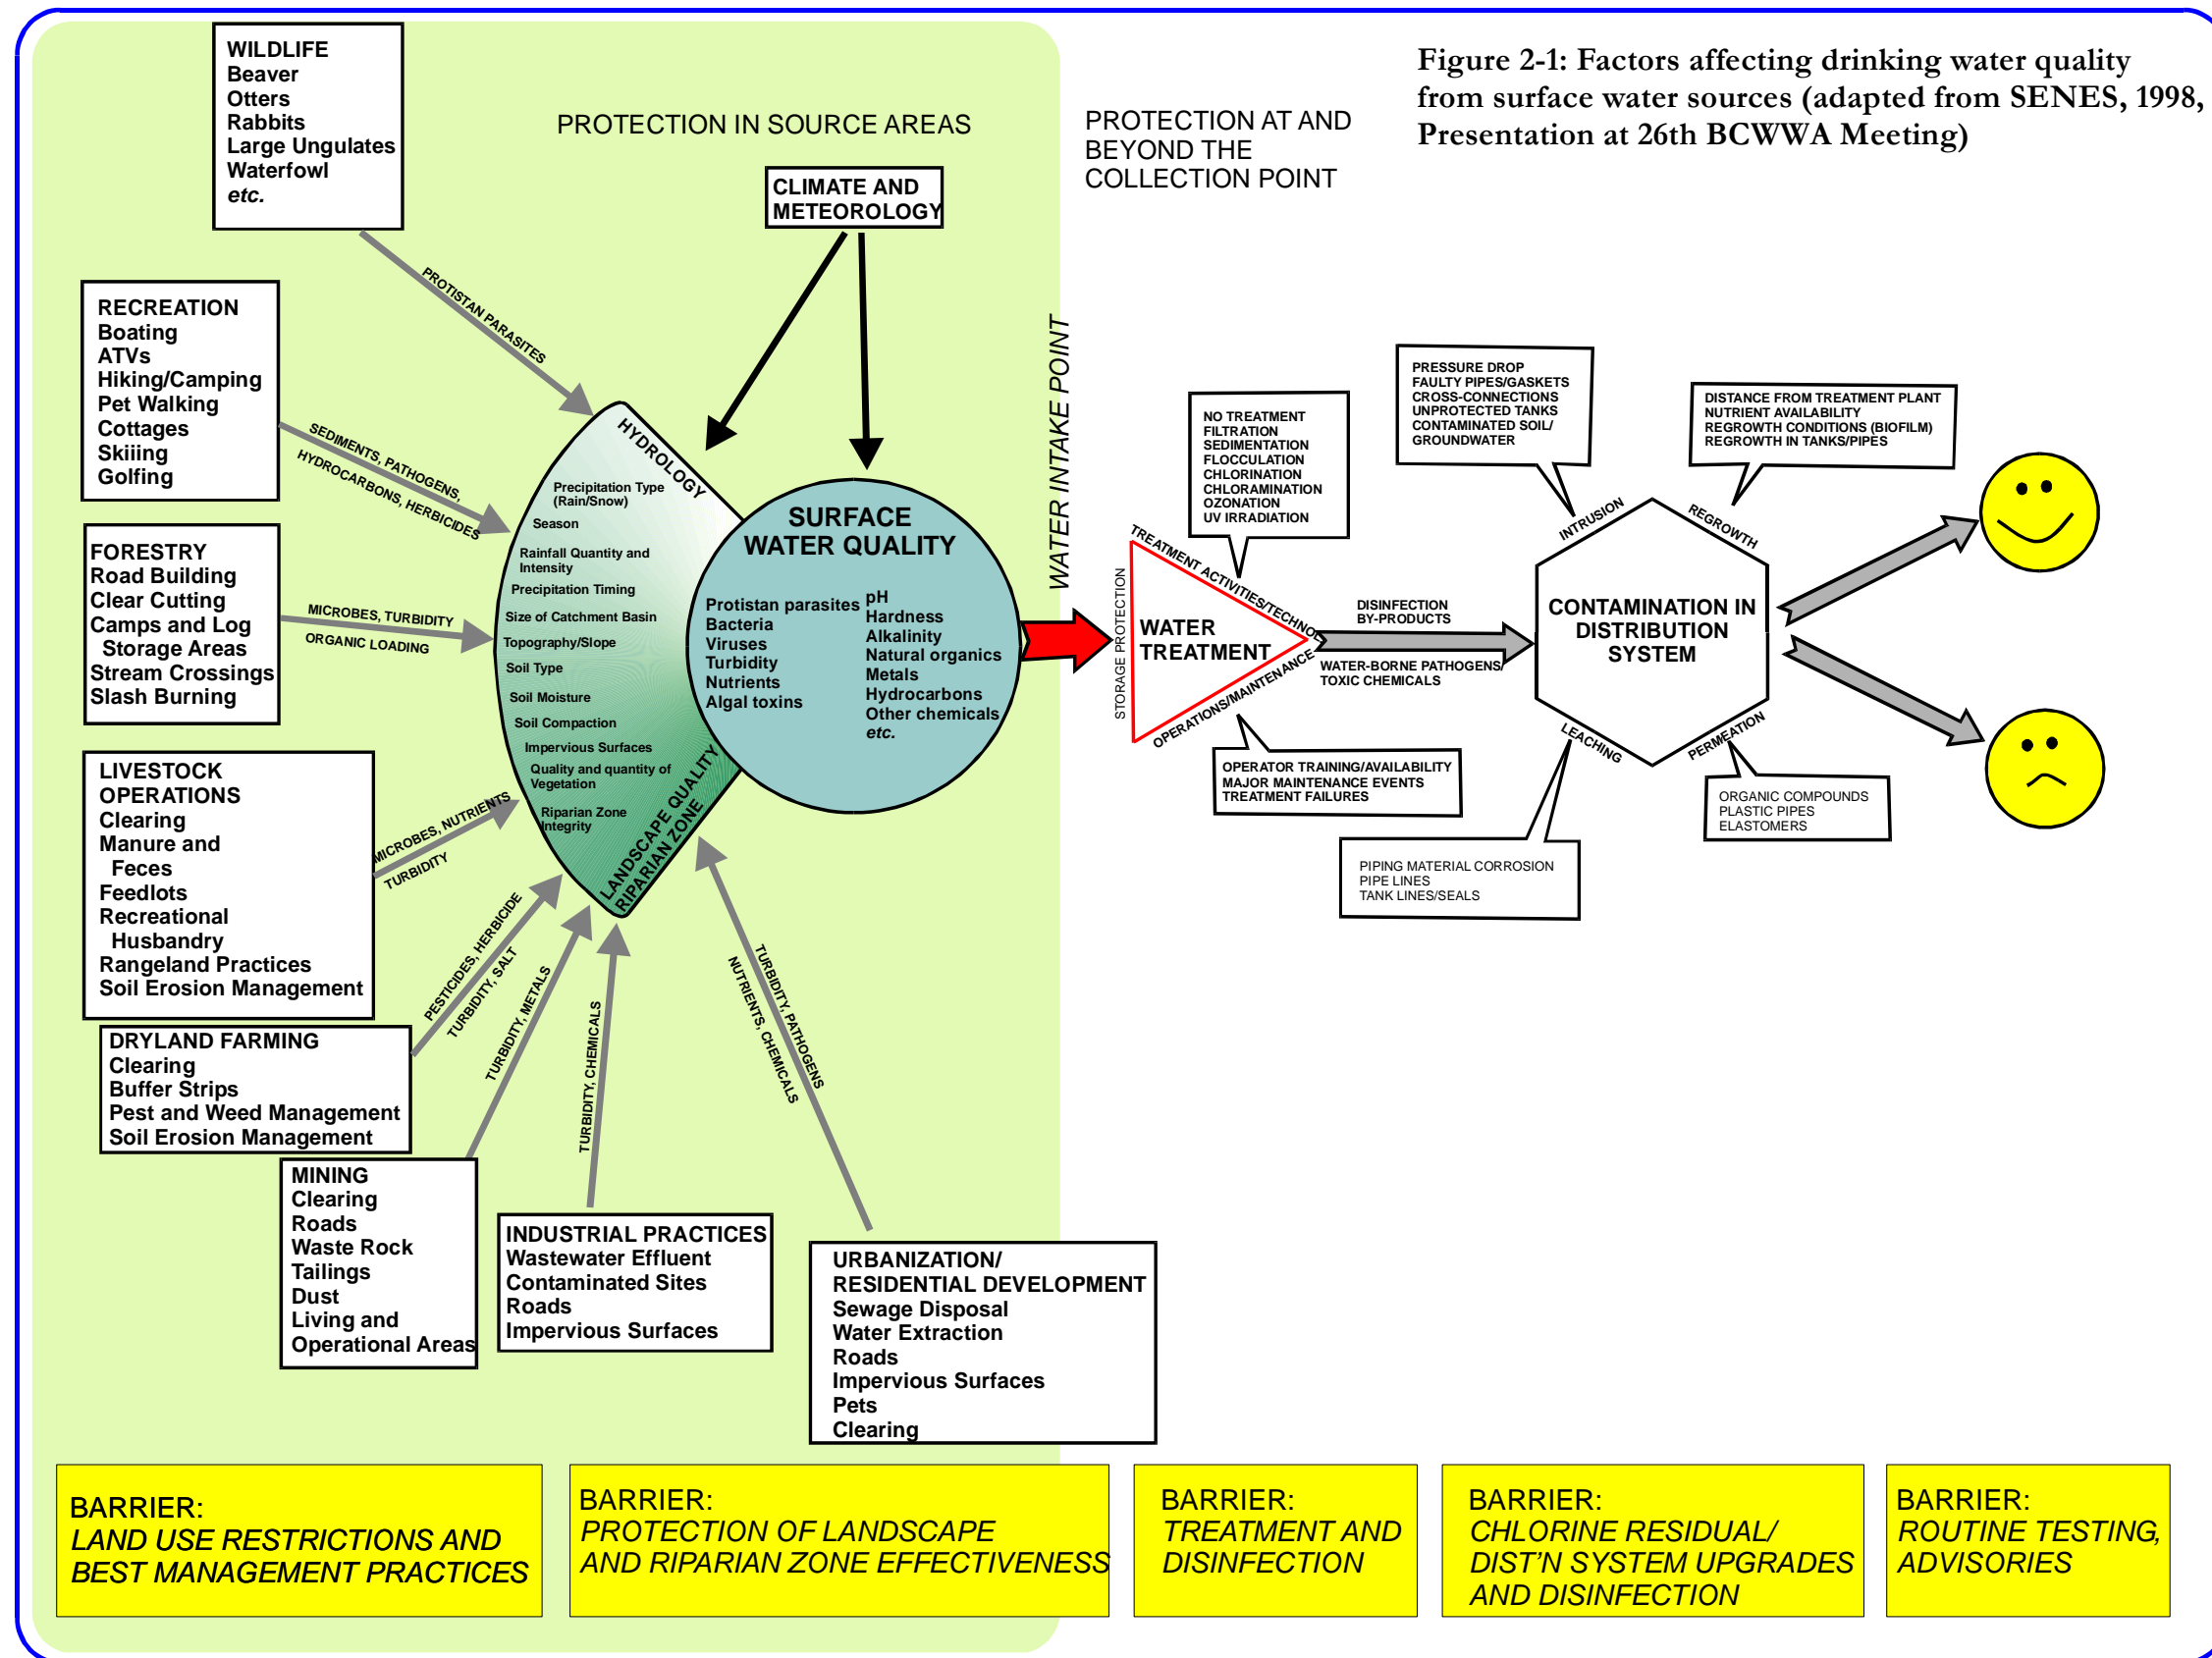 Figure 2-1: Factors affecting drinking water quality
from surface water sources (adapted from SENES, 1998,
Presentation at 26th BCWWA Meeting)
PROTECTION IN SOURCE AREAS
PROTECTION AT AND
BEYOND THE
COLLECTION POINT
WILDLIFE
Beaver
Otters
Rabbits
Large Ungulates
Waterfowl
etc.
CLIMATE AND
METEOROLOGY
PROTISTAN PARASITES
RECREATION
Boating
ATVs
Hiking/Camping
Pet Walking
Cottages
Skiiing
Golfing
SEDIMENTS, PATHOGENS,
HYDROCARBONS, HERBICIDES
FORESTRY
Road Building
Clear Cutting
Camps and Log
Storage Areas
Stream Crossings
Slash Burning
MICROBES, TURBIDITY
ORGANIC LOADING
LIVESTOCK
OPERATIONS
Clearing
Manure and
Feces
Feedlots
Recreational
Husbandry
Rangeland Practices
Soil Erosion Management
MICROBES, NUTRIENTS
TURBIDITY
DRYLAND FARMING
Clearing
Buffer Strips
Pest and Weed Management
Soil Erosion Management
PESTICIDES, HERBICIDE
TURBIDITY, SALT
MINING
Clearing
Roads
Waste Rock
Tailings
Dust
Living and
Operational Areas
TURBIDITY, METALS
INDUSTRIAL PRACTICES
Wastewater Effluent
Contaminated Sites
Roads
Impervious Surfaces
TURBIDITY, CHEMICALS
URBANIZATION/
RESIDENTIAL DEVELOPMENT
Sewage Disposal
Water Extraction
Roads
Impervious Surfaces
Pets
Clearing
TURBIDITY, PATHOGENS
NUTRIENTS, CHEMICALS
HYDROLOGY
Precipitation Type
(Rain/Snow)
Season
Rainfall Quantity and
Intensity
Precipitation Timing
Size of Catchment Basin
Topography/Slope
Soil Type
Soil Moisture
Soil Compaction
Impervious Surfaces
Quality and quantity of
Vegetation
Riparian Zone
Integrity
LANDSCAPE QUALITY
RIPARIAN ZONE
SURFACE
WATER QUALITY
Protistan parasites
Bacteria
Viruses
Turbidity
Nutrients
Algal toxins
pH
Hardness
Alkalinity
Natural organics
Metals
Hydrocarbons
Other chemicals
etc.
WATER INTAKE POINT
NO TREATMENT
FILTRATION
SEDIMENTATION
FLOCCULATION
CHLORINATION
CHLORAMINATION
OZONATION
UV IRRADIATION
TREATMENT ACTIVITIES/TECHNOL
STORAGE PROTECTION
WATER
TREATMENT
OPERATIONS/MAINTENANCE
OPERATOR TRAINING/AVAILABILITY
MAJOR MAINTENANCE EVENTS
TREATMENT FAILURES
DISINFECTION
BY-PRODUCTS
WATER-BORNE PATHOGENS/
TOXIC CHEMICALS
PRESSURE DROP
FAULTY PIPES/GASKETS
CROSS-CONNECTIONS
UNPROTECTED TANKS
CONTAMINATED SOIL/
GROUNDWATER
DISTANCE FROM TREATMENT PLANT
NUTRIENT AVAILABILITY
REGROWTH CONDITIONS (BIOFILM)
REGROWTH IN TANKS/PIPES
INTRUSION
REGROWTH
CONTAMINATION IN
DISTRIBUTION
SYSTEM
LEACHING
PERMEATION
PIPING MATERIAL CORROSION
PIPE LINES
TANK LINES/SEALS
ORGANIC COMPOUNDS
PLASTIC PIPES
ELASTOMERS
BARRIER:
LAND USE RESTRICTIONS AND
BEST MANAGEMENT PRACTICES
BARRIER:
PROTECTION OF LANDSCAPE
AND RIPARIAN ZONE EFFECTIVENESS
BARRIER:
TREATMENT AND
DISINFECTION
BARRIER:
CHLORINE RESIDUAL/
DIST'N SYSTEM UPGRADES
AND DISINFECTION
BARRIER:
ROUTINE TESTING,
ADVISORIES